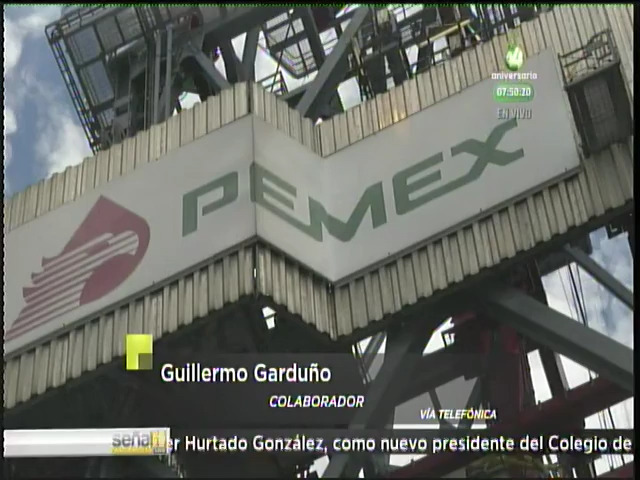 aniversario
07:50:20
EN VIVO
PEMEX
Guillermo Garduño
COLABORADOR
VÍA TELEFÓNICA
señal
er Hurtado González, como nuevo presidente del Colegio de